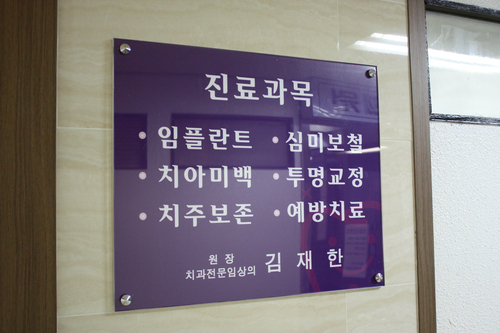 진료과목
• 임플란트 • 심미보철
• 치아미백 • 투명교정
• 치주보존 • 예방치료
원 장
치과전문임상의 김 재 한